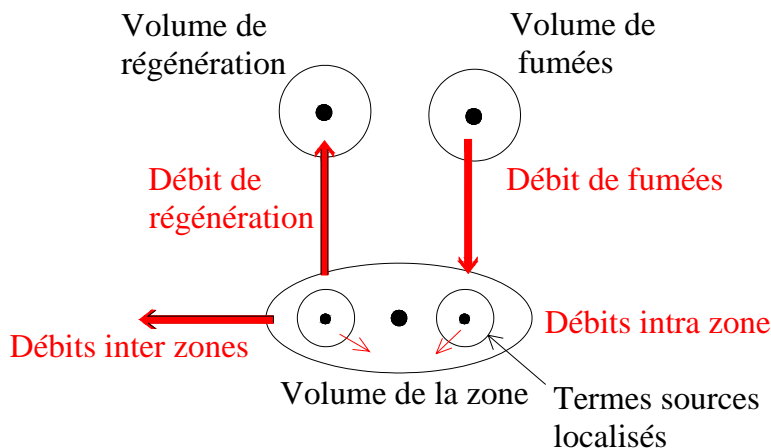 Volume de
régénération
Volume de
fumées
Débit de
régénération
Débit de fumées
Débits inter zones
Débits intra zone
Volume de la zone
Termes sources
localisés